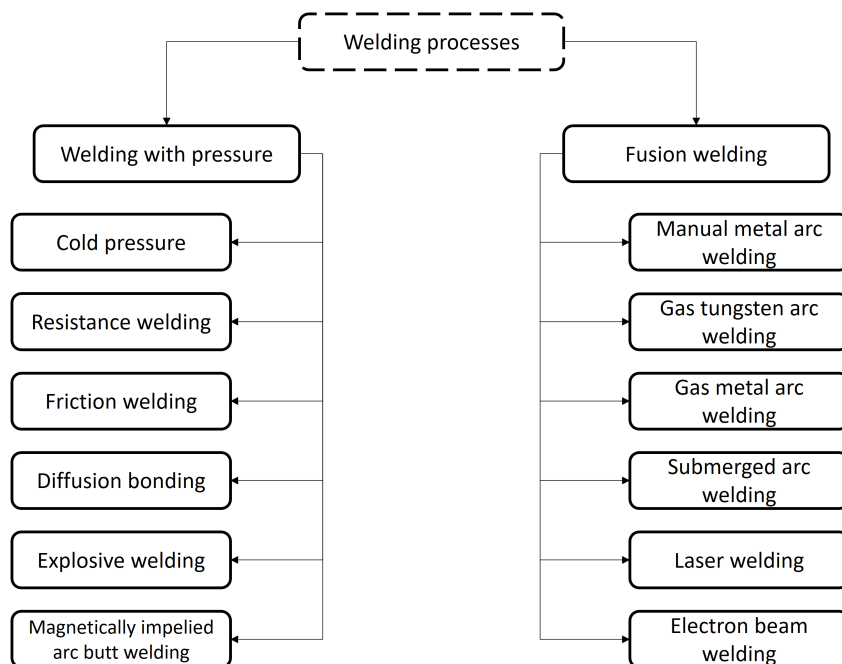 Welding processes
Welding with pressure
Cold pressure
Resistance welding
Friction welding
Diffusion bonding
Explosive welding
Magnetically impelied
arc butt welding
Fusion welding
Manual metal arc
welding
Gas tungsten arc
welding
Gas metal arc
welding
Submerged arc
welding
Laser welding
Electron beam
welding